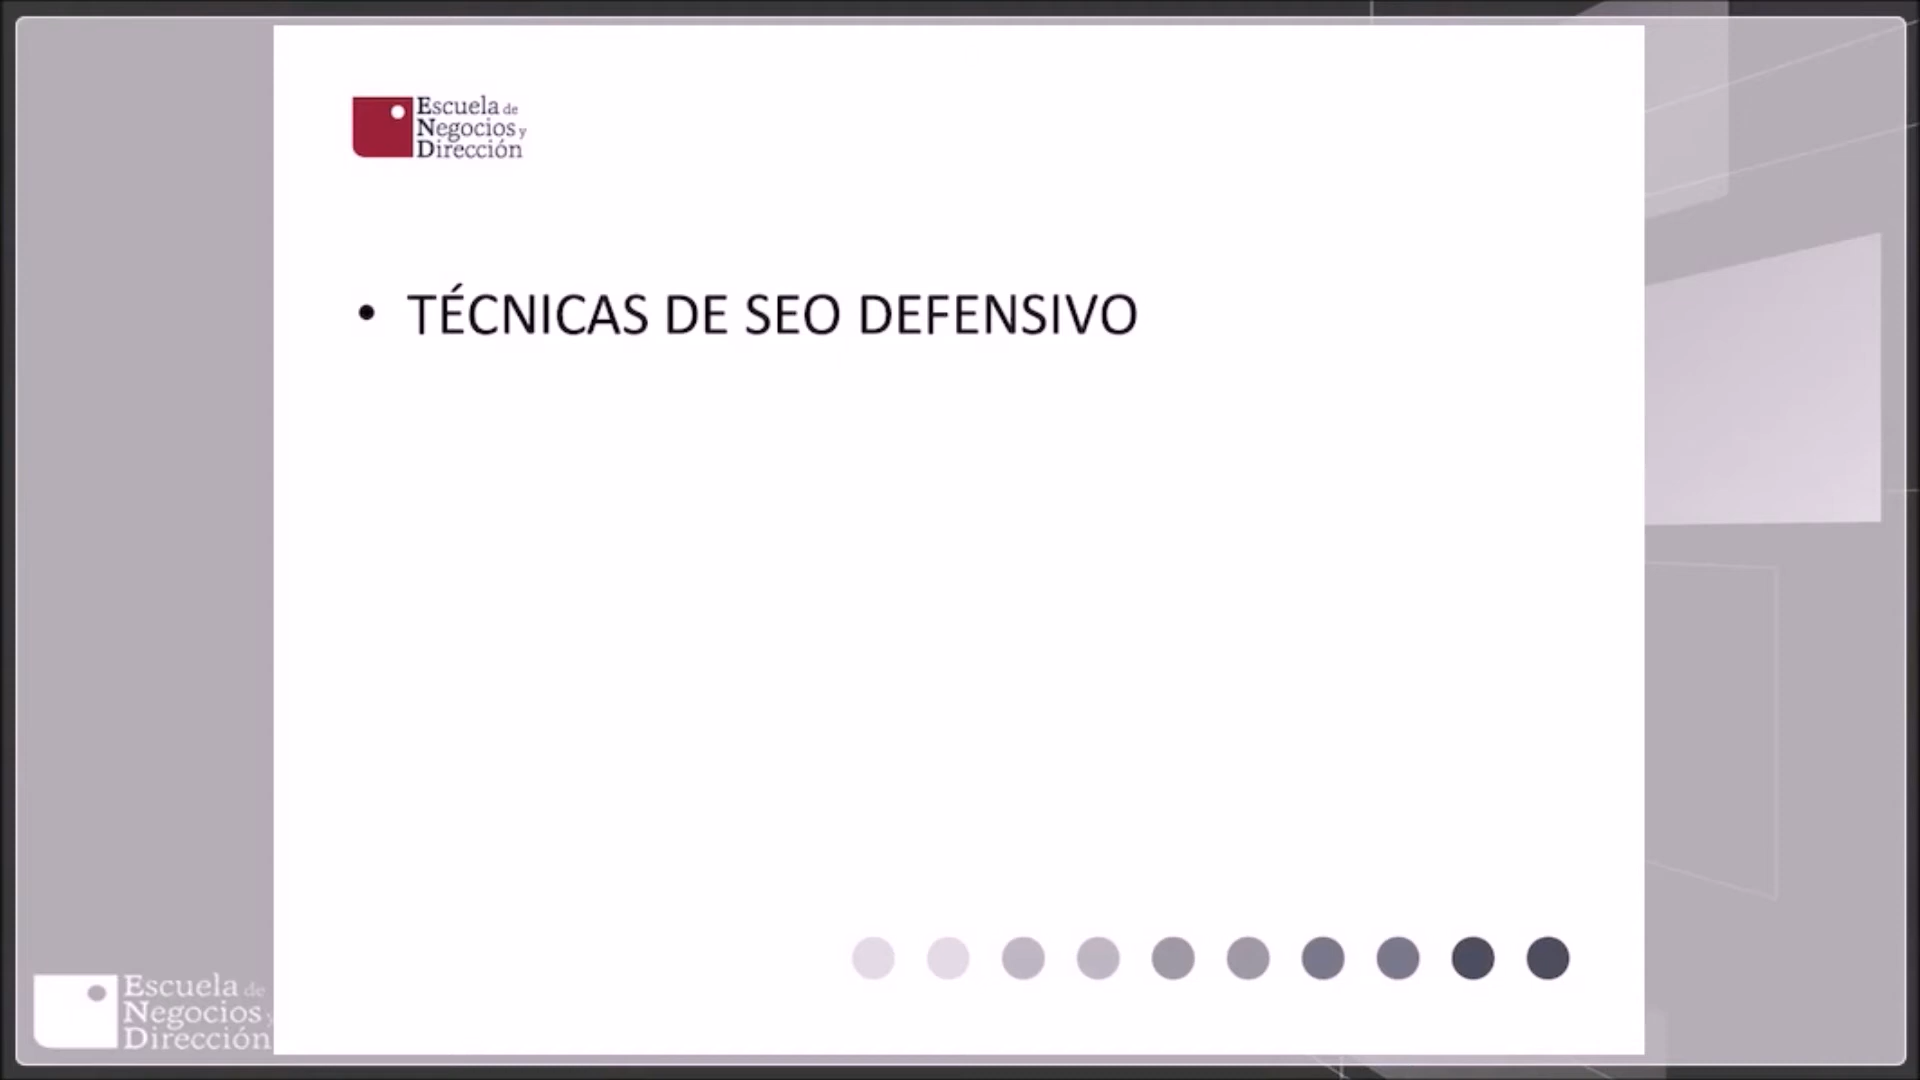 Escuela de
Negocios y
Dirección
• TÉCNICAS DE SEO DEFENSIVO
Escuela de
Negocios y
Dirección